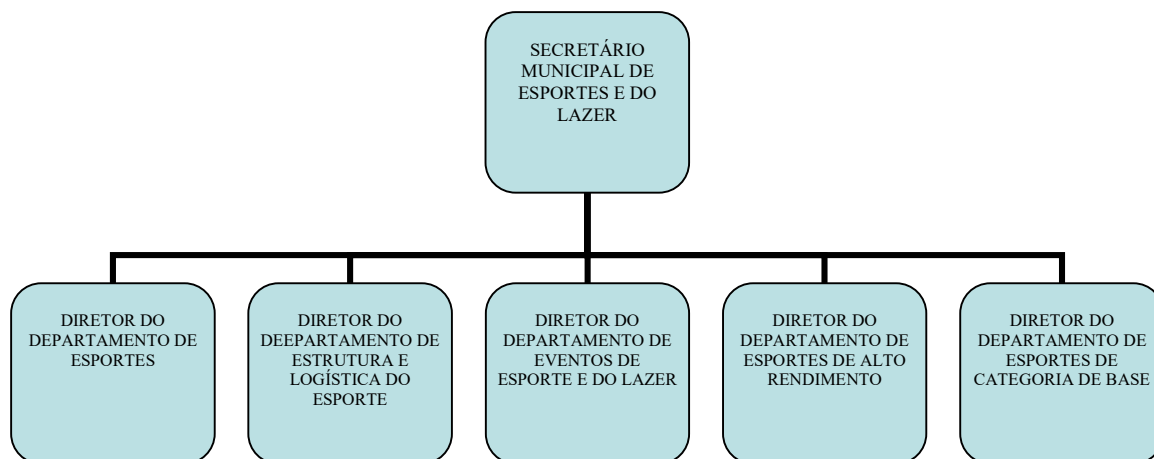 SECRETÁRIO
MUNICIPAL DE
ESPORTES E DO
LAZER
DIRETOR DO
DEPARTAMENTO DE
ESPORTES
DIRETOR DO
DEEPARTAMENTO DE
ESTRUTURA E
LOGÍSTICA DO
ESPORTE
DIRETOR DO
DEPARTAMENTO DE
EVENTOS DE
ESPORTE E DO LAZER
DIRETOR DO
DEPARTAMENTO DE
ESPORTES DE ALTO
RENDIMENTO
DIRETOR DO
DEPARTAMENTO DE
ESPORTES DE
CATEGORIA DE BASE